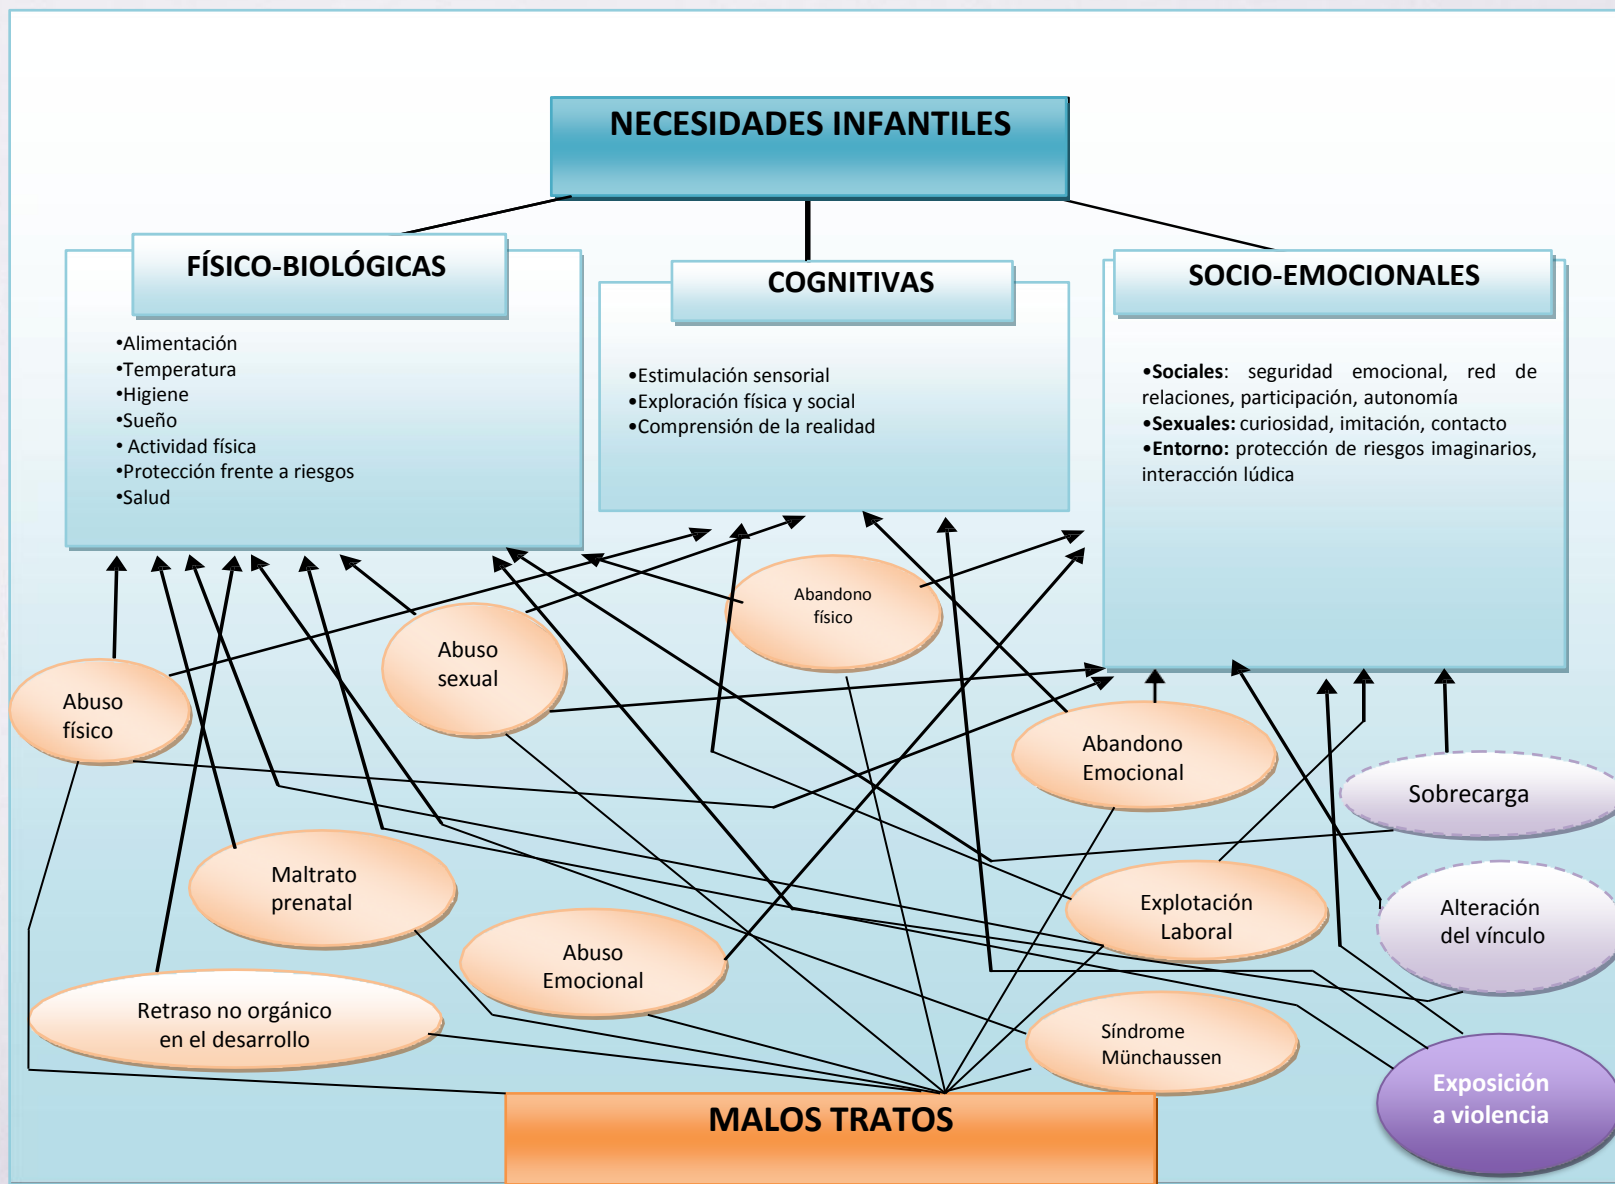 NECESIDADES INFANTILES
FÍSICO-BIOLÓGICAS
•Alimentación
•Temperatura
•Higiene
•Sueño
• Actividad física
•Protección frente a riesgos
•Salud
COGNITIVAS
•Estimulación sensorial
•Exploración física y social
•Comprensión de la realidad
SOCIO-EMOCIONALES
•Sociales: seguridad emocional, red de
relaciones, participación, autonomía
•Sexuales: curiosidad, imitación, contacto
•Entorno: protección de riesgos imaginarios,
interacción lúdica
Abandono
físico
Abuso
sexual
Abuso
físico
Abandono
Emocional
Sobrecarga
Maltrato
prenatal
Explotación
Laboral
Alteración
del vínculo
Abuso
Emocional
Retraso no orgánico
en el desarrollo
Síndrome
Münchaussen
Exposición
a violencia
MALOS TRATOS